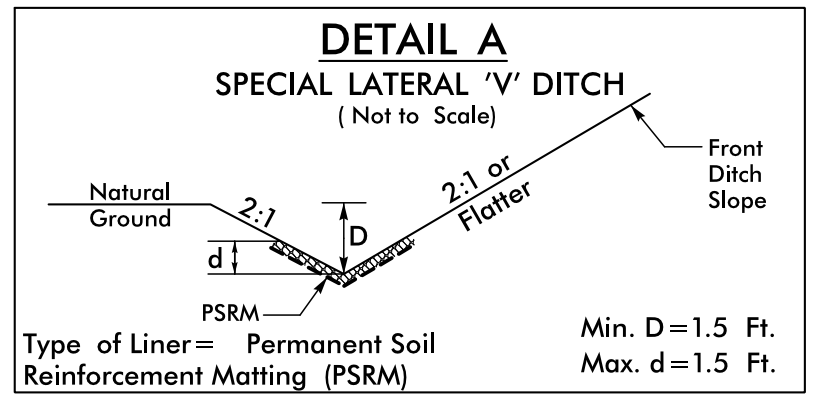 DETAIL A
SPECIAL LATERAL 'V' DITCH
( Not to Scale)
Natural
Ground
2:1
D
d
2:1 or
Flatter
Front
Ditch
Slope
PSRM
Type of Liner= Permanent Soil
Reinforcement Matting (PSRM)
Min. D=1.5 Ft.
Max. d=1.5 Ft.